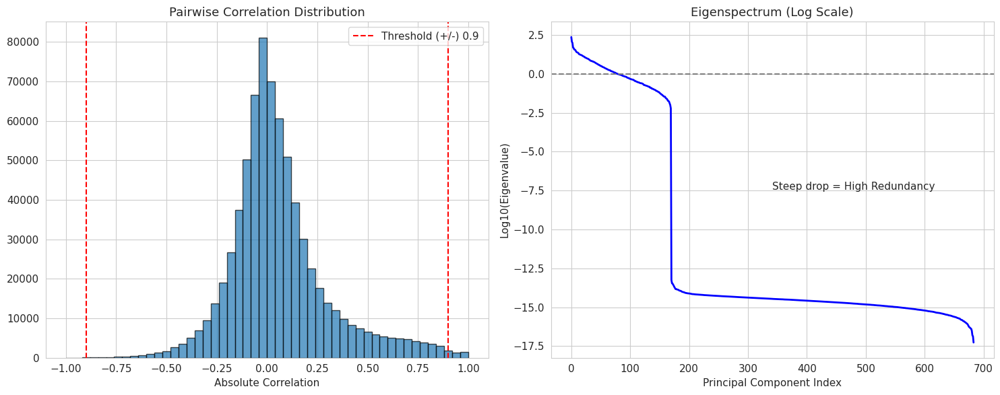 Pairwise Correlation Distribution
Threshold (+/-) 0.9
80000
70000
60000
50000
40000
30000
20000
10000
0
−1.00 −0.75 −0.50 −0.25 0.00 0.25 0.50 0.75 1.00
Absolute Correlation
Eigenspectrum (Log Scale)
Log10(Eigenvalue)
2.5
0.0
−2.5
−5.0
−7.5
−10.0
−12.5
−15.0
−17.5
Steep drop = High Redundancy
0 100 200 300 400 500 600 700
Principal Component Index